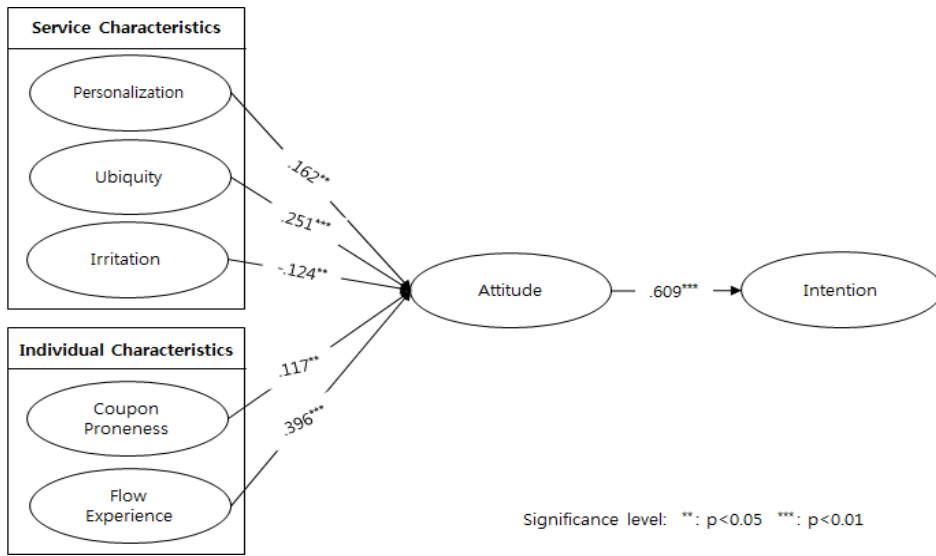 Service Characteristics
Personalization
Ubiquity
Irritation
.162**
.251***
-.124**
Attitude
.609***
Intention
Individual Characteristics
Coupon
Proneness
Flow
Experience
.117**
.396***
Significance level: **: p<0.05 ***: p<0.01